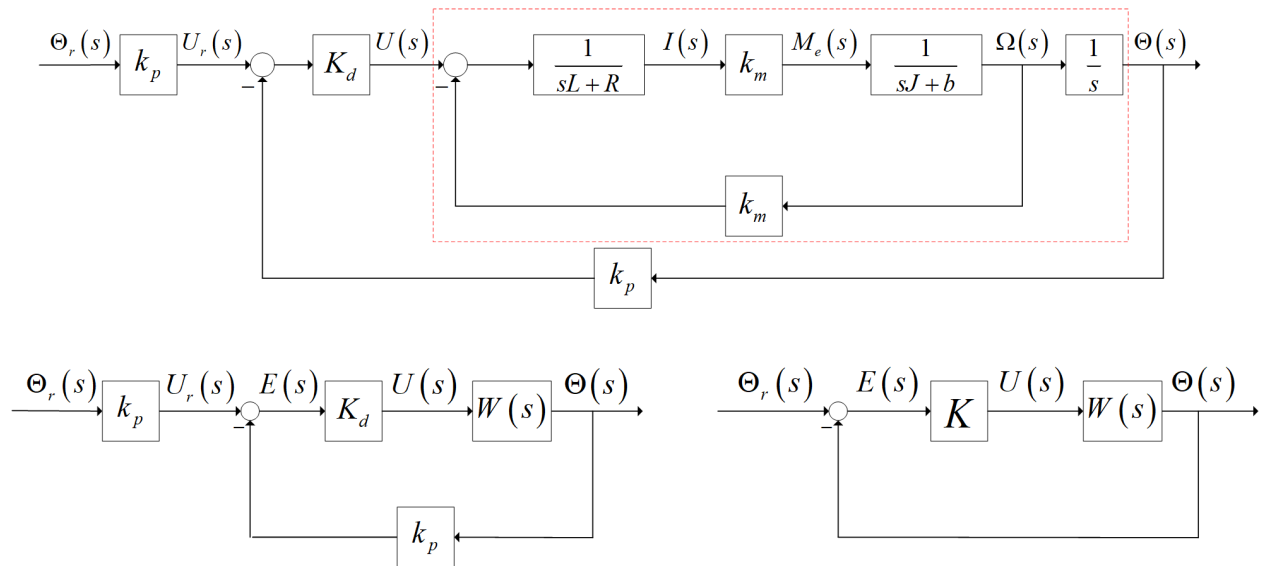 Θ_r(s) U_r(s) U(s) I(s) M_e(s) Ω(s) Θ(s)
k_p − K_d − 1/(sL+R) k_m 1/(sJ+b) 1/s
k_m
k_p
Θ_r(s) U_r(s) E(s) U(s) Θ(s)
k_p − K_d W(s)
k_p
Θ_r(s) E(s) U(s) Θ(s)
− K W(s)